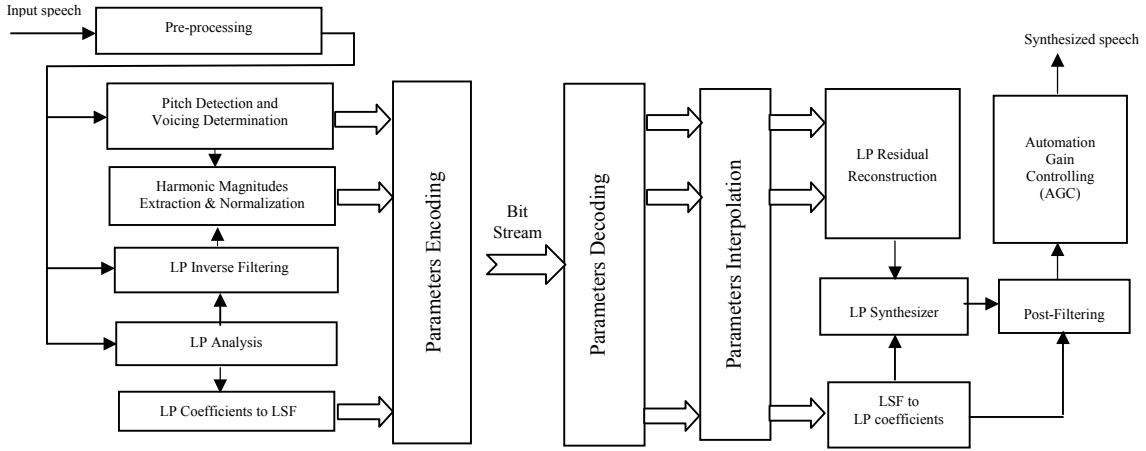 Input speech
Pre-processing
Pitch Detection and
Voicing Determination
Harmonic Magnitudes
Extraction & Normalization
LP Inverse Filtering
LP Analysis
LP Coefficients to LSF
Parameters Encoding
Bit
Stream
Parameters Decoding
Parameters Interpolation
LP Residual
Reconstruction
LP Synthesizer
LSF to
LP coefficients
Synthesized speech
Automation
Gain
Controlling
(AGC)
Post-Filtering